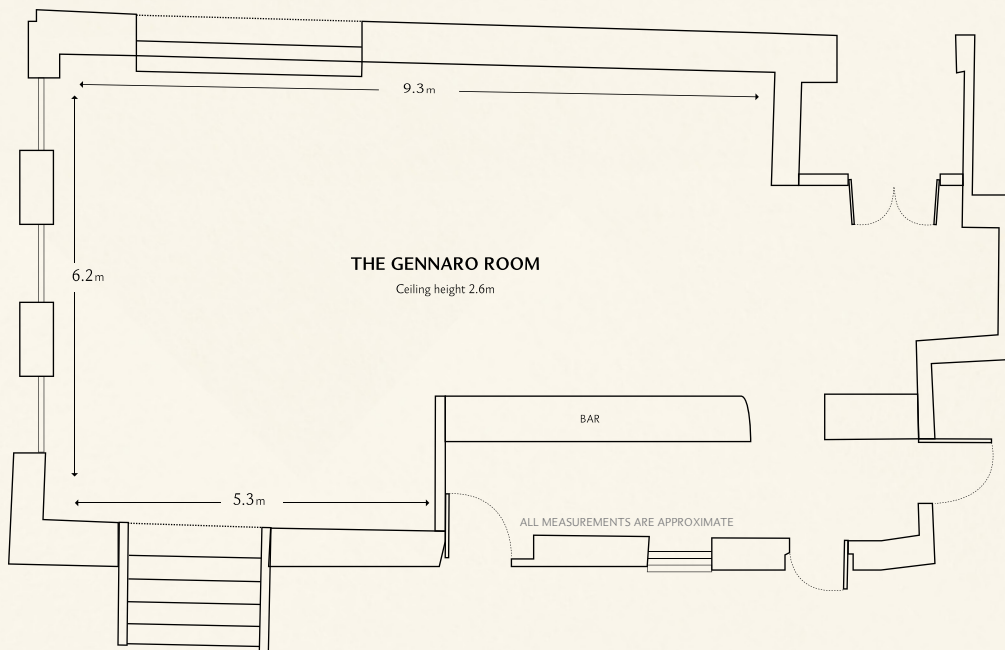 9.3m
THE GENNARO ROOM
6.2m
Ceiling height 2.6m
BAR
5.3m
ALL MEASUREMENTS ARE APPROXIMATE